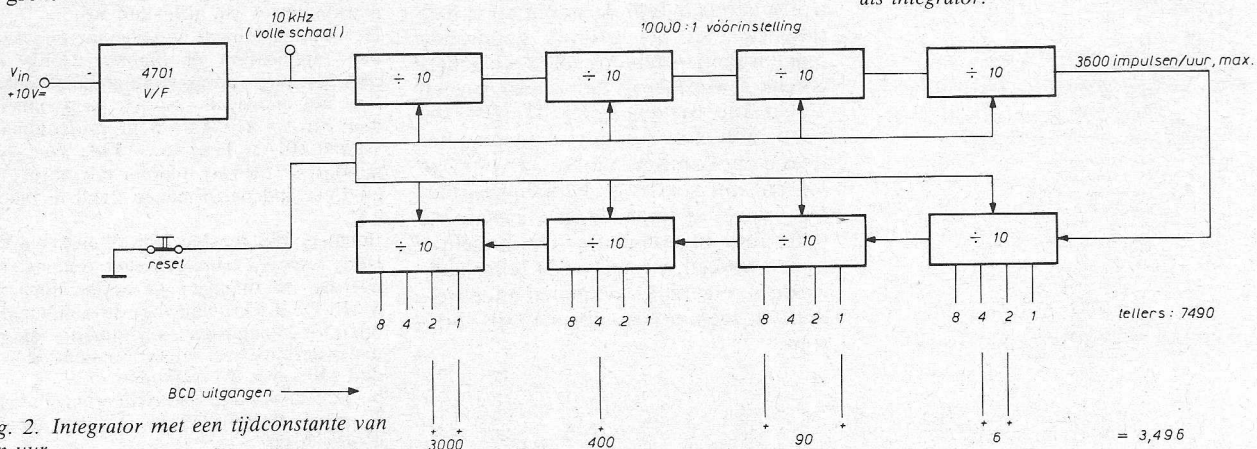 als integrator.
10 kHz
(volle schaal)
10000:1 vóórinstelling
Vin
+10V=
4701
V/F
÷ 10
÷ 10
÷ 10
÷ 10
3600 impulsen/uur, max.
reset
÷ 10
÷ 10
÷ 10
÷ 10
8 4 2 1
8 4 2 1
8 4 2 1
8 4 2 1
tellers: 7490
BCD uitgangen
+ +
+
+ +
+ +
3000
400
90
6
= 3,496
g. 2. Integrator met een tijdconstante van
uur